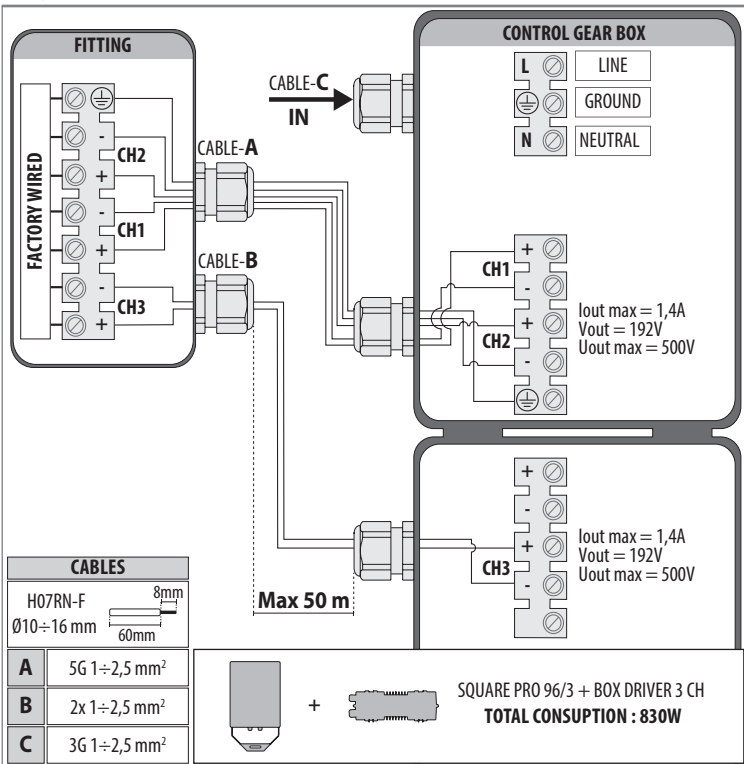 FITTING
FACTORY WIRED
-
CH2
+
-
CH1
+
-
CH3
+
CABLE-A
CABLE-B
CABLE-C
IN
CONTROL GEAR BOX
L LINE
GROUND
N NEUTRAL
+
CH1
-
+
CH2
-
Iout max = 1,4A
Vout = 192V
Uout max = 500V
+
-
+
CH3
-
Iout max = 1,4A
Vout = 192V
Uout max = 500V
Max 50 m
CABLES
H07RN-F
Ø10÷16 mm
8mm
60mm
A 5G 1÷2,5 mm²
B 2x 1÷2,5 mm²
C 3G 1÷2,5 mm²
+
SQUARE PRO 96/3 + BOX DRIVER 3 CH
TOTAL CONSUPTION : 830W